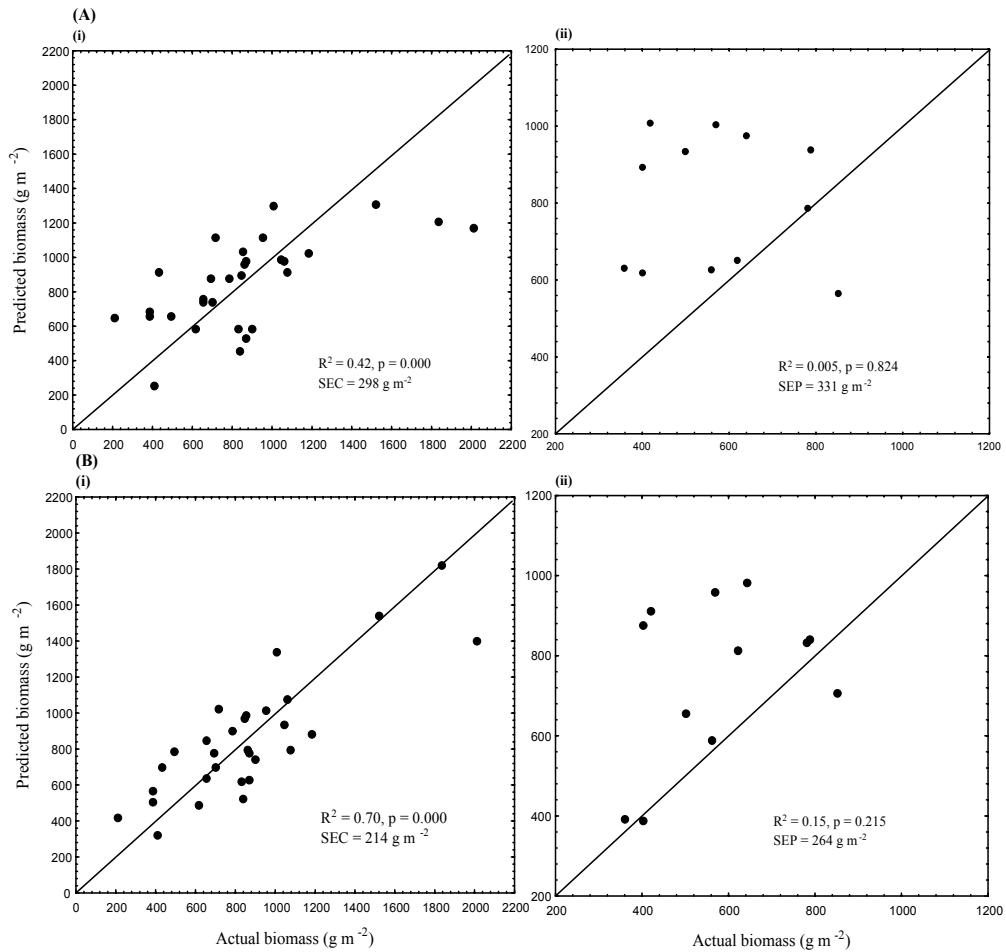 (A)
(i)
(ii)
2200
2000
1800
1600
1400
1200
1000
800
600
400
200
0
Predicted biomass (g m -2)
0 200 400 600 800 1000 1200 1400 1600 1800 2000 2200
R2 = 0.42, p = 0.000
SEC = 298 g m-2
1200
1000
800
600
400
200
200 400 600 800 1000 1200
R2 = 0.005, p = 0.824
SEP = 331 g m-2
(B)
(i)
(ii)
2200
2000
1800
1600
1400
1200
1000
800
600
400
200
0
Predicted biomass (g m -2)
0 200 400 600 800 1000 1200 1400 1600 1800 2000 2200
Actual biomass (g m -2)
R2 = 0.70, p = 0.000
SEC = 214 g m-2
1200
1000
800
600
400
200
200 400 600 800 1000 1200
Actual biomass (g m -2)
R2 = 0.15, p = 0.215
SEP = 264 g m-2